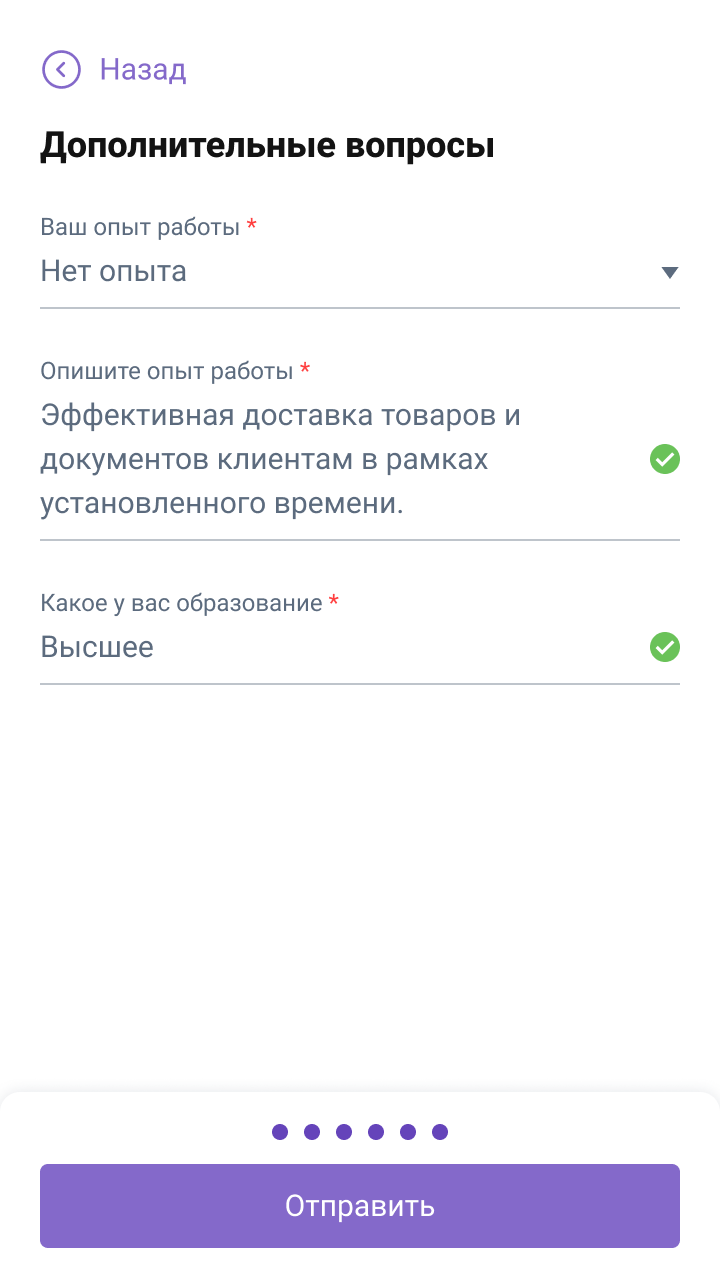 Назад
Дополнительные вопросы
Ваш опыт работы *
Нет опыта
Опишите опыт работы *
Эффективная доставка товаров и
документов клиентам в рамках
установленного времени.
Какое у вас образование *
Высшее
Отправить